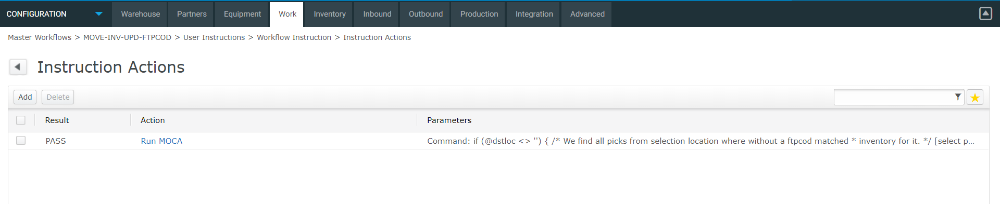 CONFIGURATION Warehouse Partners Equipment Work Inventory Inbound Outbound Production Integration Advanced
Master Workflows > MOVE-INV-UPD-FTPCOD > User Instructions > Workflow Instruction > Instruction Actions
Instruction Actions
Add Delete
Result Action Parameters
PASS Run MOCA Command: if (@dstloc <> '') { /* We find all picks from selection location where without a ftpcod matched * inventory for it. */ [select p...